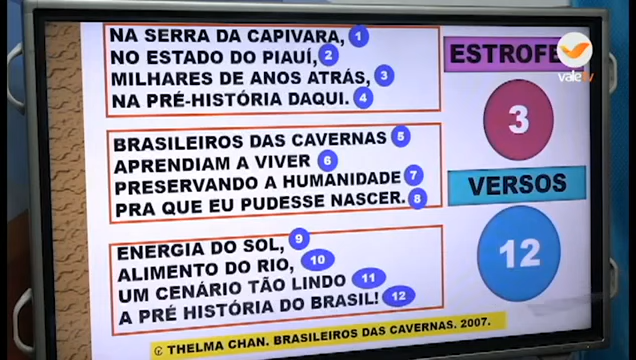 NA SERRA DA CAPIVARA, 1
NO ESTADO DO PIAUÍ, 2
MILHARES DE ANOS ATRÁS, 3
NA PRÉ-HISTÓRIA DAQUI. 4
BRASILEIROS DAS CAVERNAS 5
APRENDIAM A VIVER 6
PRESERVANDO A HUMANIDADE 7
PRA QUE EU PUDESSE NASCER. 8
ENERGIA DO SOL, 9
ALIMENTO DO RIO, 10
UM CENÁRIO TÃO LINDO 11
A PRÉ HISTÓRIA DO BRASIL! 12
THELMA CHAN. BRASILEIROS DAS CAVERNAS. 2007.
ESTROFE
3
VERSOS
12
vale tv